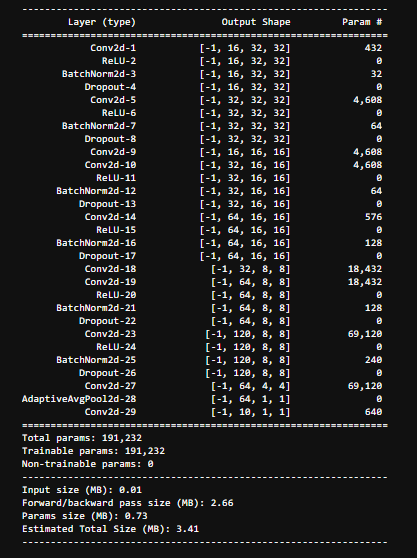 ----------------------------------------------------------------
Layer (type) Output Shape Param #
================================================================
Conv2d-1 [-1, 16, 32, 32] 432
ReLU-2 [-1, 16, 32, 32] 0
BatchNorm2d-3 [-1, 16, 32, 32] 32
Dropout-4 [-1, 16, 32, 32] 0
Conv2d-5 [-1, 32, 32, 32] 4,608
ReLU-6 [-1, 32, 32, 32] 0
BatchNorm2d-7 [-1, 32, 32, 32] 64
Dropout-8 [-1, 32, 32, 32] 0
Conv2d-9 [-1, 16, 16, 16] 4,608
Conv2d-10 [-1, 32, 16, 16] 4,608
ReLU-11 [-1, 32, 16, 16] 0
BatchNorm2d-12 [-1, 32, 16, 16] 64
Dropout-13 [-1, 32, 16, 16] 0
Conv2d-14 [-1, 64, 16, 16] 576
ReLU-15 [-1, 64, 16, 16] 0
BatchNorm2d-16 [-1, 64, 16, 16] 128
Dropout-17 [-1, 64, 16, 16] 0
Conv2d-18 [-1, 32, 8, 8] 18,432
Conv2d-19 [-1, 64, 8, 8] 18,432
ReLU-20 [-1, 64, 8, 8] 0
BatchNorm2d-21 [-1, 64, 8, 8] 128
Dropout-22 [-1, 64, 8, 8] 0
Conv2d-23 [-1, 120, 8, 8] 69,120
ReLU-24 [-1, 120, 8, 8] 0
BatchNorm2d-25 [-1, 120, 8, 8] 240
Dropout-26 [-1, 120, 8, 8] 0
Conv2d-27 [-1, 64, 4, 4] 69,120
AdaptiveAvgPool2d-28 [-1, 64, 1, 1] 0
Conv2d-29 [-1, 10, 1, 1] 640
================================================================
Total params: 191,232
Trainable params: 191,232
Non-trainable params: 0
----------------------------------------------------------------
Input size (MB): 0.01
Forward/backward pass size (MB): 2.66
Params size (MB): 0.73
Estimated Total Size (MB): 3.41
----------------------------------------------------------------